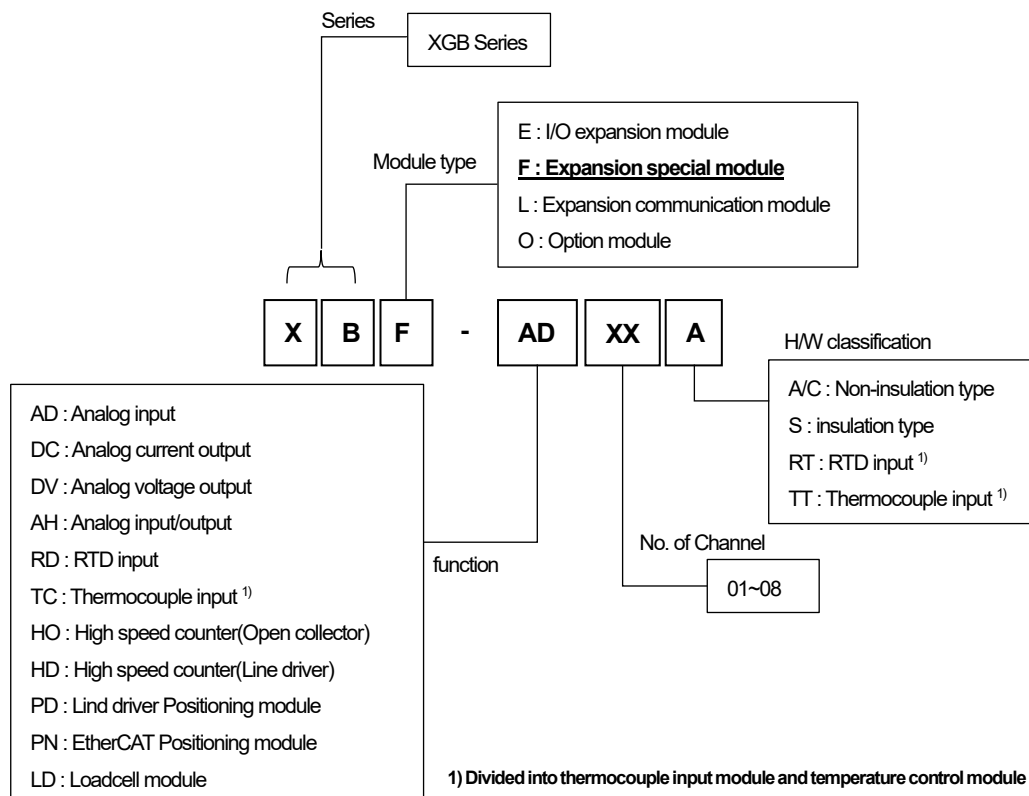 Series
XGB Series
Module type
E : I/O expansion module
F : Expansion special module
L : Expansion communication module
O : Option module
X B F - AD XX A
H/W classification
A/C : Non-insulation type
S : insulation type
RT : RTD input 1)
TT : Thermocouple input 1)
No. of Channel
01~08
function
AD : Analog input
DC : Analog current output
DV : Analog voltage output
AH : Analog input/output
RD : RTD input
TC : Thermocouple input 1)
HO : High speed counter(Open collector)
HD : High speed counter(Line driver)
PD : Lind driver Positioning module
PN : EtherCAT Positioning module
LD : Loadcell module
1) Divided into thermocouple input module and temperature control module